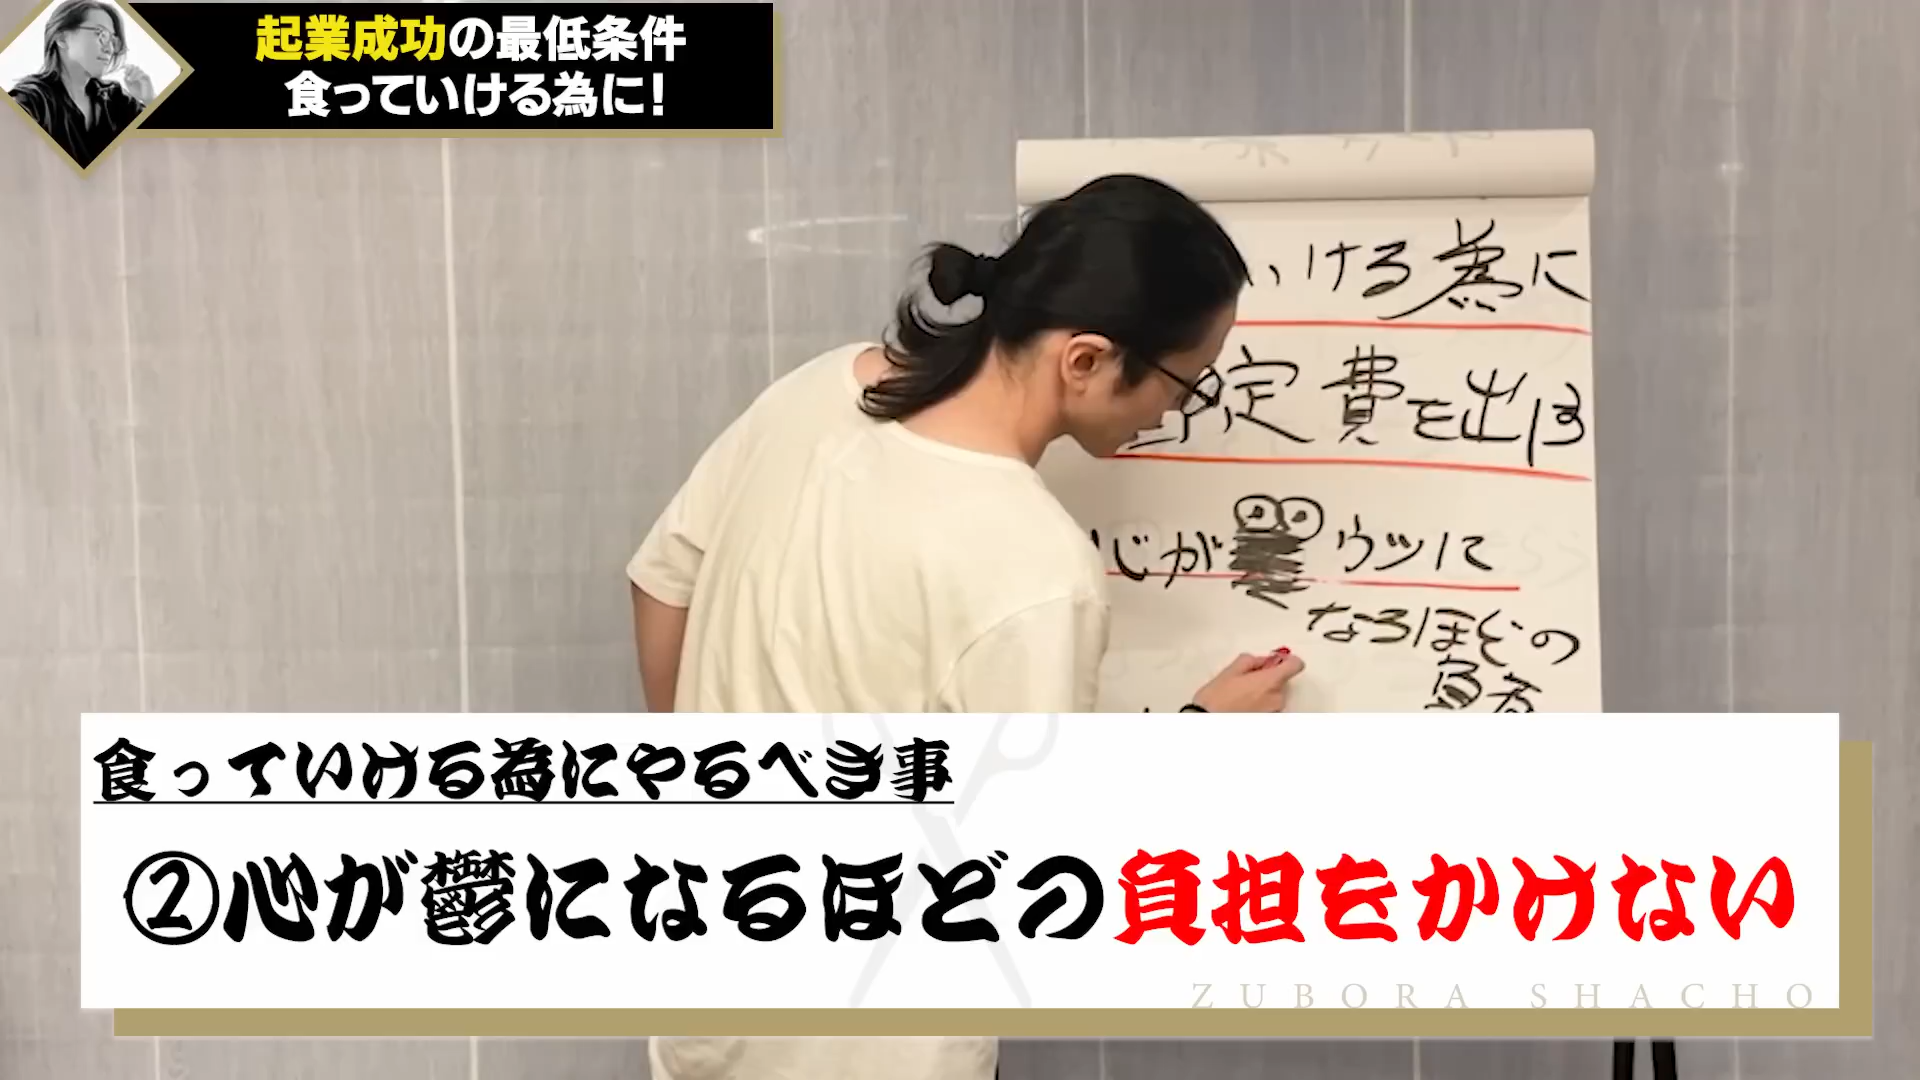 起業成功の最低条件
食っていける為に!
いける為に
定費を出さ
心がウツに
なるほどの
負
食っていける為にやるべき事
②心が鬱になるほどの負担をかけない
ZUBORA SHACHO